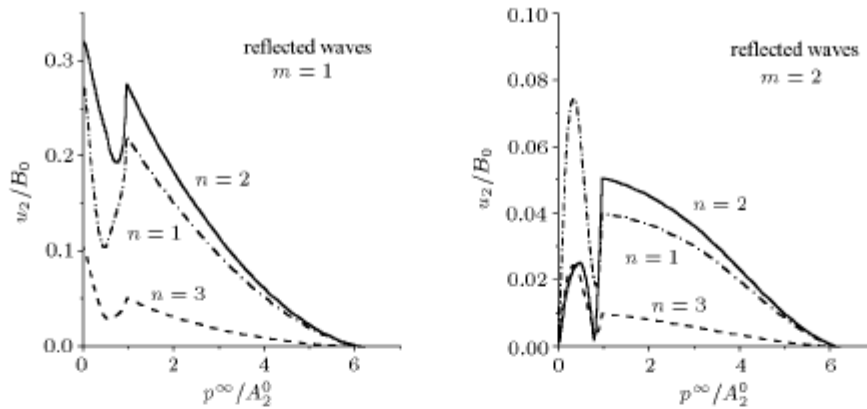 reflected waves
m = 1
0.3
0.2
0.1
0.0
u₂/B₀
n = 2
n = 1
n = 3
0 2 4 6
p^∞/A₂⁰
reflected waves
m = 2
0.10
0.08
0.06
0.04
0.02
0.00
u₂/B₀
n = 2
n = 1
n = 3
0 2 4 6
p^∞/A₂⁰